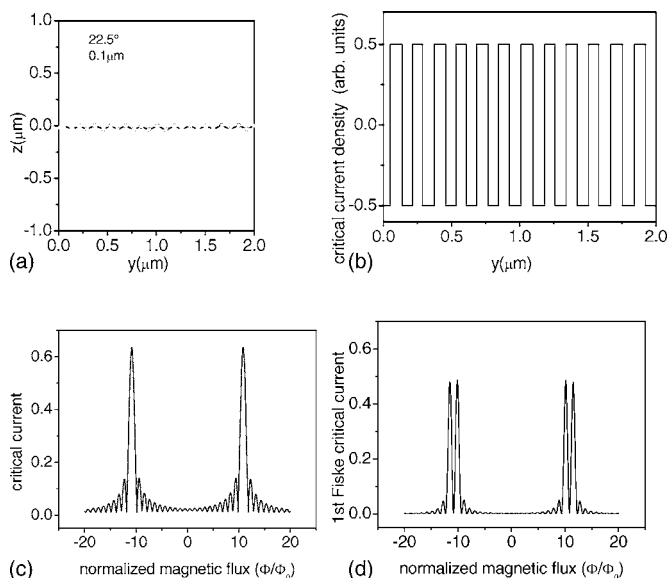 22.5°
0.1μm
1.0
0.5
0.0
-0.5
-1.0
z(μm)
0.0 0.5 1.0 1.5 2.0
y(μm)
(a)
critical current density (arb. units)
0.5
0.0
-0.5
0.0 0.5 1.0 1.5 2.0
y(μm)
(b)
critical current
0.6
0.4
0.2
0.0
-20 -10 0 10 20
normalized magnetic flux (Φ/Φ₀)
(c)
1st Fiske critical current
0.6
0.4
0.2
0.0
-20 -10 0 10 20
normalized magnetic flux (Φ/Φ₀)
(d)